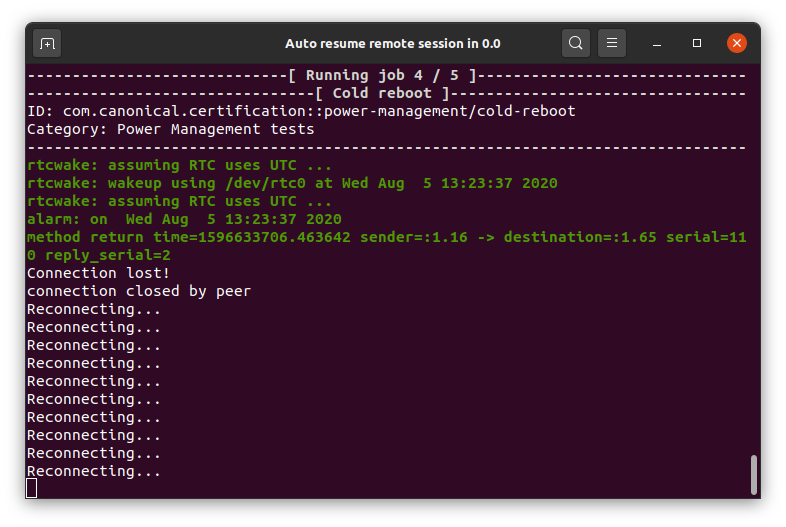 Auto resume remote session in 0.0
-----------------------------[ Running job 4 / 5 ]------------------------------
--------------------------------[ Cold reboot ]---------------------------------
ID: com.canonical.certification::power-management/cold-reboot
Category: Power Management tests
--------------------------------------------------------------------------------
rtcwake: assuming RTC uses UTC ...
rtcwake: wakeup using /dev/rtc0 at Wed Aug  5 13:23:37 2020
rtcwake: assuming RTC uses UTC ...
alarm: on  Wed Aug  5 13:23:37 2020
method return time=1596633706.463642 sender=:1.16 -> destination=:1.65 serial=11
0 reply_serial=2
Connection lost!
connection closed by peer
Reconnecting...
Reconnecting...
Reconnecting...
Reconnecting...
Reconnecting...
Reconnecting...
Reconnecting...
Reconnecting...
Reconnecting...
Reconnecting...